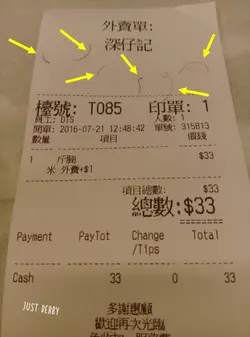 外賣單:
深仔記
檯號: T085 印單: 1
員工: DTS 人數: 1
開單: 2016-07-21 12:48:42 單號: 315813
數量 項目 價錢
1 斤腩 $33
米 外賣+$1
項目總數: $33
總數:$33
Payment PayTot Change/Tips Total
Cash 33 0 33
JUST DEBBY
多謝惠顧
歡迎再次光臨